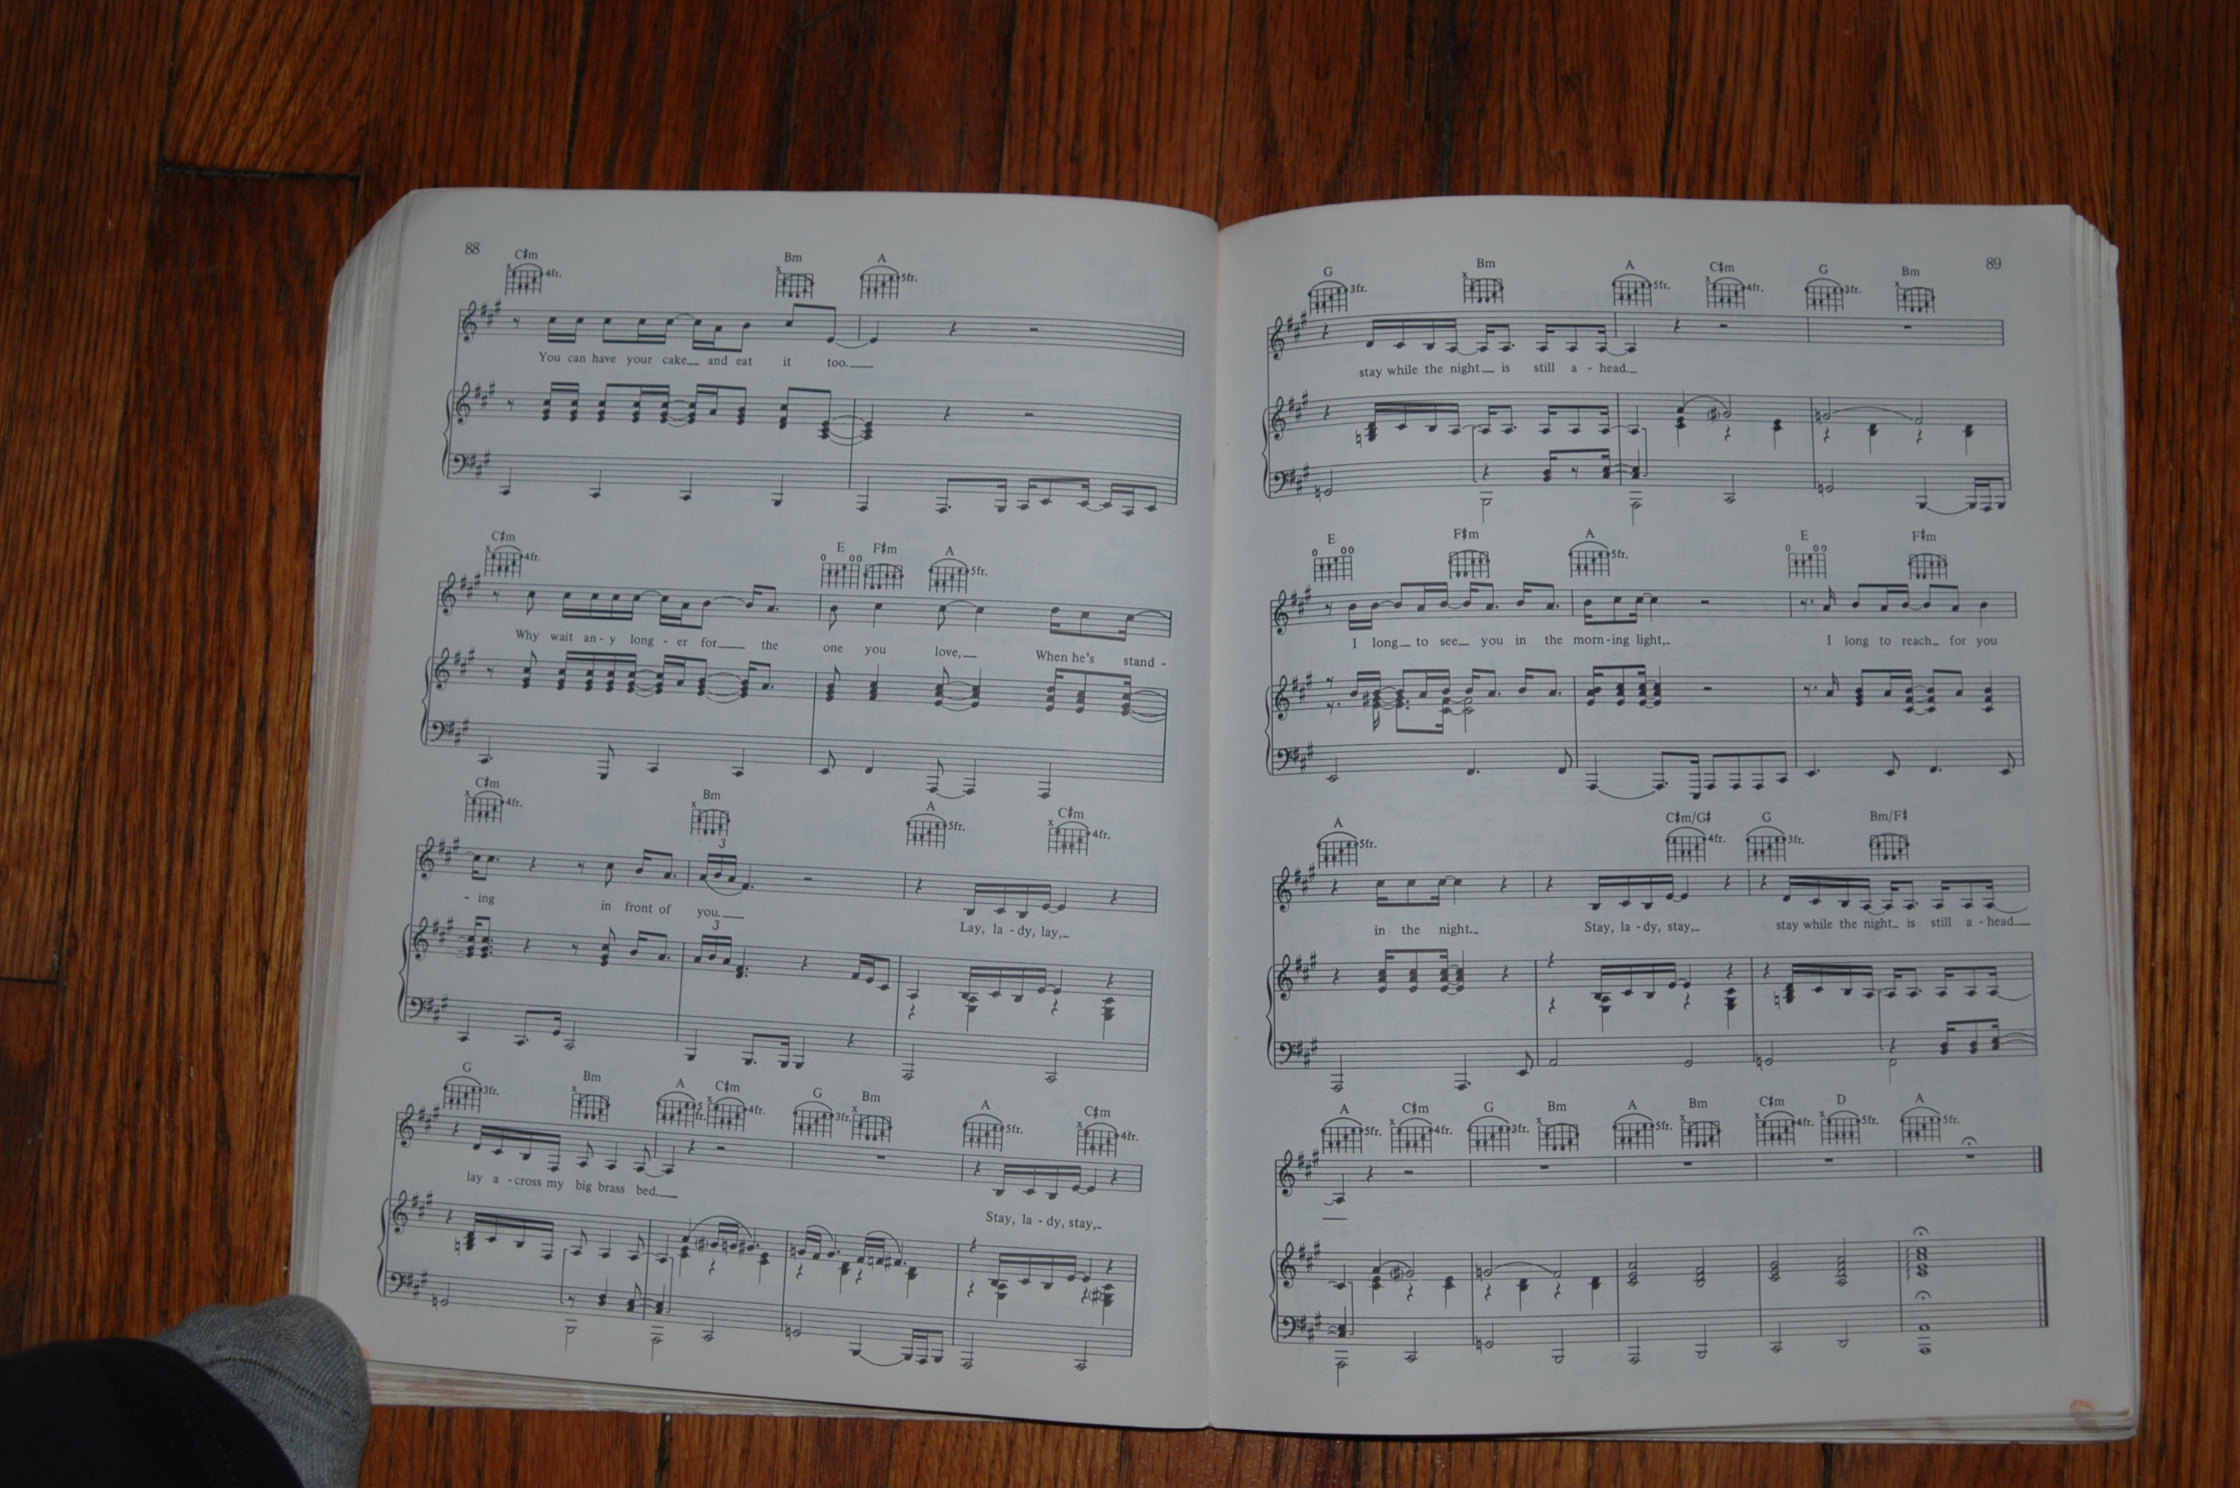 88
C♯m Bm A
4fr. 5fr.
You can have your cake and eat it too.
C♯m E F♯m A
4fr. 5fr.
Why wait an-y long-er for the one you love, When he's stand-
C♯m Bm A C♯m
4fr. 5fr. 4fr.
3
-ing in front of you. Lay, la-dy, lay,
3
G Bm A C♯m G Bm A C♯m
3fr. 5fr. 4fr. 3fr. 5fr. 4fr.
lay a-cross my big brass bed. Stay, la-dy, stay,
89
G Bm A C♯m G Bm
3fr. 5fr. 4fr. 3fr.
stay while the night is still a-head.
E F♯m A E F♯m
5fr.
I long to see you in the morn-ing light, I long to reach for you
A C♯m/G♯ G Bm/F♯
5fr. 4fr. 3fr.
in the night. Stay, la-dy, stay, stay while the night is still a-head.
A C♯m G Bm A Bm C♯m D A
5fr. 4fr. 3fr. 5fr. 4fr. 5fr. 5fr.